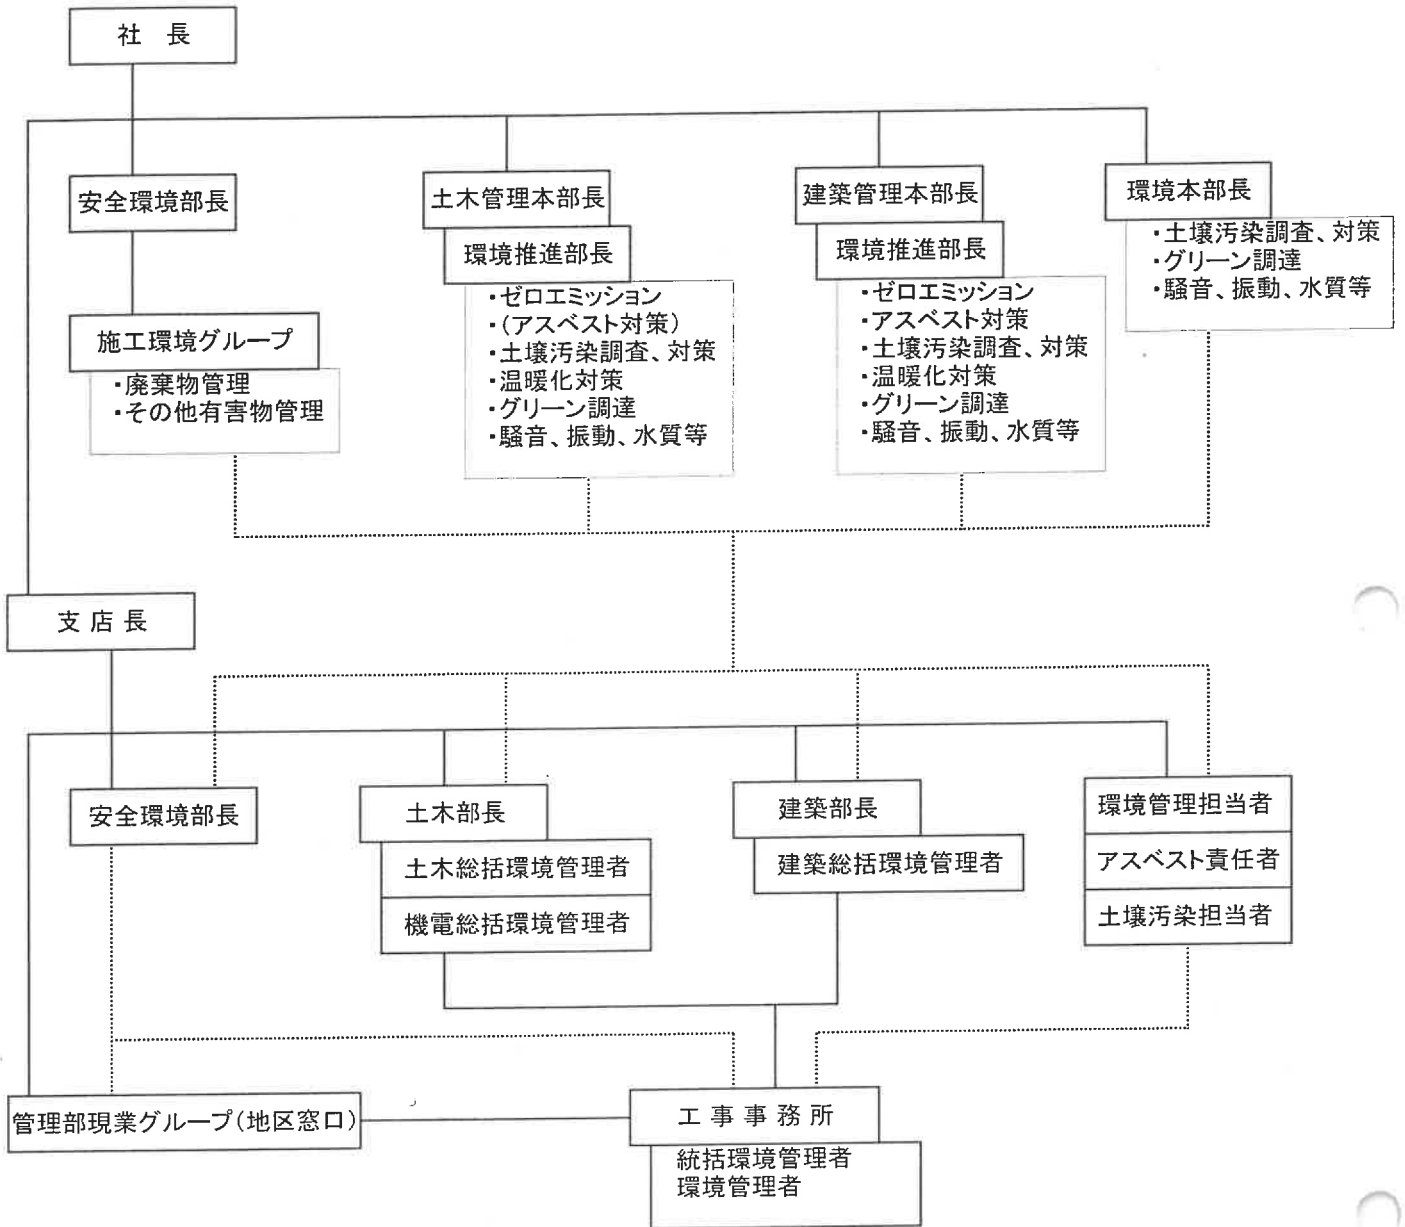 社　長
安全環境部長
土木管理本部長
建築管理本部長
環境本部長
環境推進部長
環境推進部長
・土壌汚染調査、対策
・グリーン調達
・騒音、振動、水質等
施工環境グループ
・廃棄物管理
・その他有害物管理
・ゼロエミッション
・(アスベスト対策)
・土壌汚染調査、対策
・温暖化対策
・グリーン調達
・騒音、振動、水質等
・ゼロエミッション
・アスベスト対策
・土壌汚染調査、対策
・温暖化対策
・グリーン調達
・騒音、振動、水質等
支 店 長
安全環境部長
土木部長
土木総括環境管理者
機電総括環境管理者
建築部長
建築総括環境管理者
環境管理担当者
アスベスト責任者
土壌汚染担当者
管理部現業グループ(地区窓口)
工 事 事 務 所
統括環境管理者
環境管理者